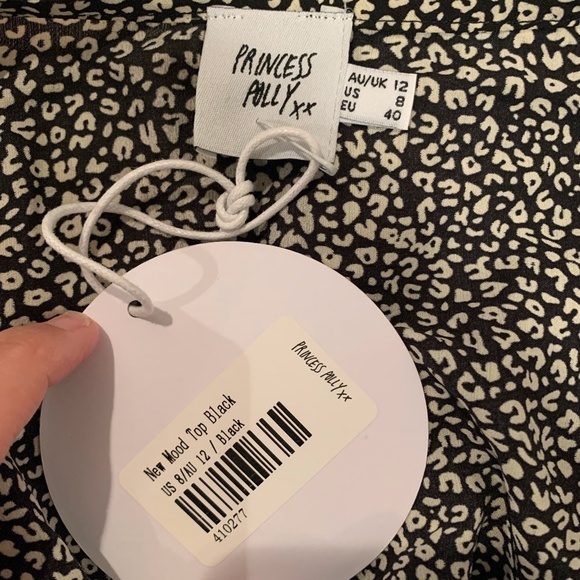 PRINCESS
POLLY xx
AU/UK 12
US 8
EU 40
PRINCESS POLLY xx
New Mood Top Black
US 8/AU 12 / Black
410277